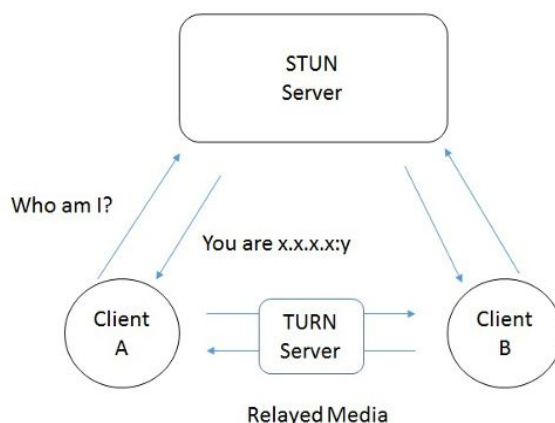 STUN
Server
Who am I?
You are x.x.x.x:y
Client
A
TURN
Server
Client
B
Relayed Media